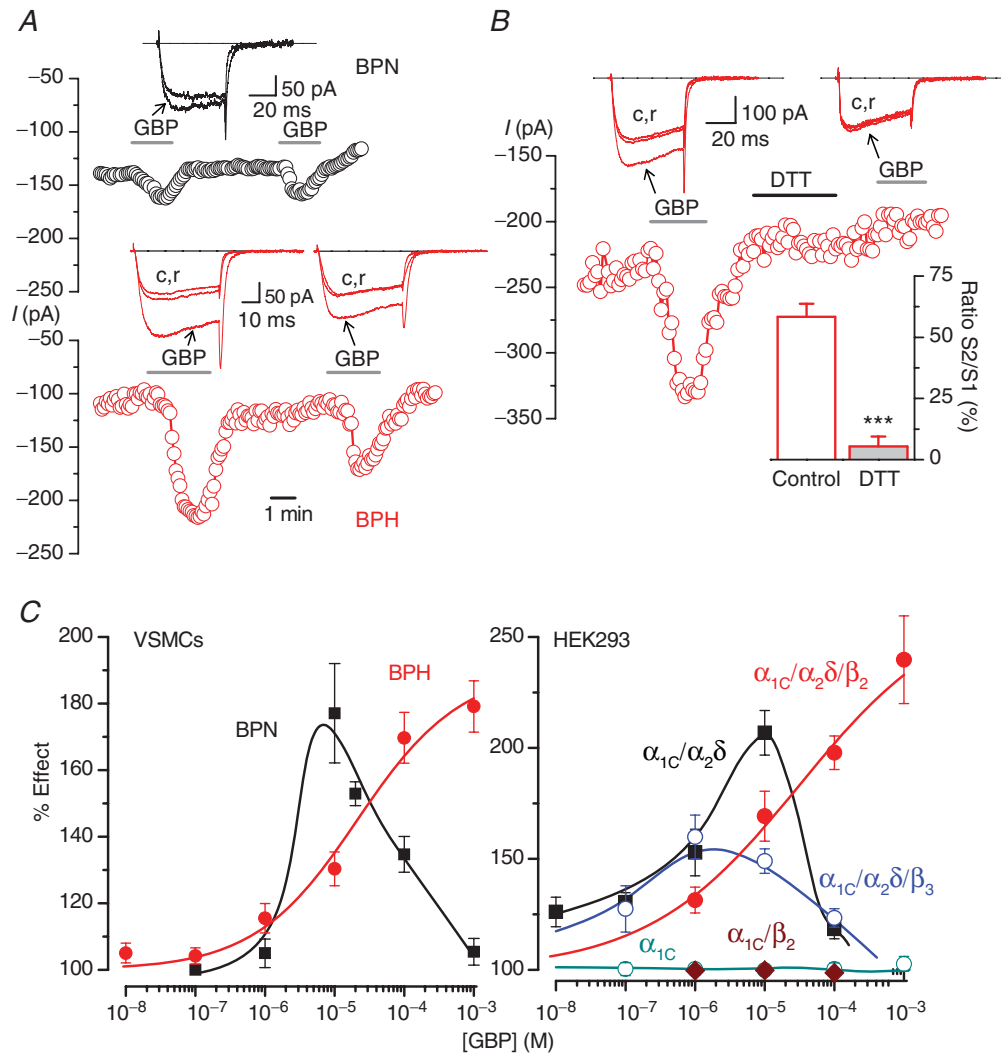 A
BPN
50 pA
20 ms
GBP
GBP
−50
−100
−150
−200
−250
I (pA)
c,r
50 pA
10 ms
GBP
c,r
GBP
−50
−100
−150
−200
−250
1 min
BPH
B
c,r
100 pA
20 ms
GBP
DTT
GBP
I (pA)
−150
−200
−250
−300
−350
75
50
25
0
Ratio S2/S1 (%)
***
Control
DTT
C
VSMCs
BPH
BPN
% Effect
200
180
160
140
120
100
10⁻⁸
10⁻⁷
10⁻⁶
10⁻⁵
10⁻⁴
10⁻³
HEK293
α1C/α2δ/β2
α1C/α2δ
α1C/α2δ/β3
α1C/β2
α1C
250
200
150
100
10⁻⁸
10⁻⁷
10⁻⁶
10⁻⁵
10⁻⁴
10⁻³
[GBP] (M)